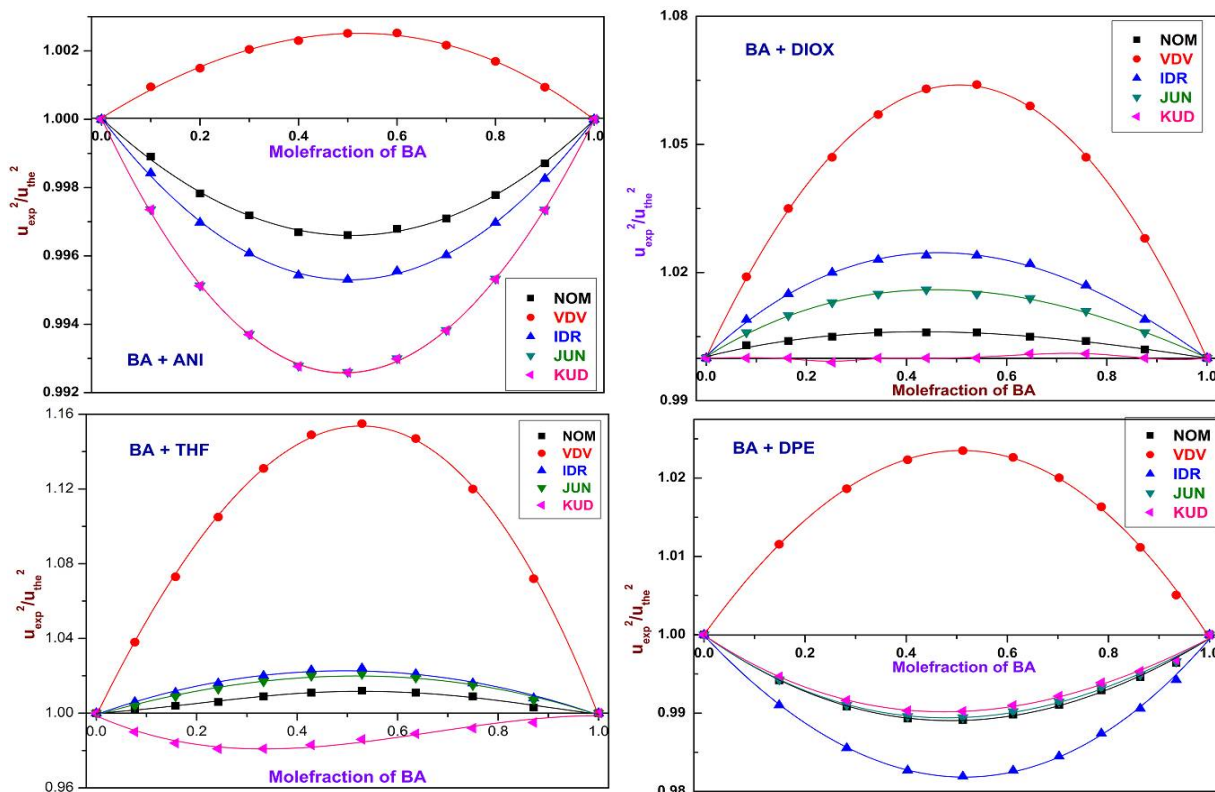 1.002
1.000
0.998
0.996
0.994
0.992
u_exp^2/u_the^2
0.0 0.2 0.4 0.6 0.8 1.0
Molefraction of BA
BA + ANI
NOM
VDV
IDR
JUN
KUD
1.08
1.05
1.02
0.99
u_exp^2/u_the^2
BA + DIOX
NOM
VDV
IDR
JUN
KUD
0.0 0.2 0.4 0.6 0.8 1.0
Molefraction of BA
1.16
1.12
1.08
1.04
1.00
0.96
u_exp^2/u_the^2
BA + THF
NOM
VDV
IDR
JUN
KUD
0.0 0.2 0.4 0.6 0.8 1.0
Molefraction of BA
1.02
1.01
1.00
0.99
0.98
u_exp^2/u_the^2
BA + DPE
NOM
VDV
IDR
JUN
KUD
0.0 0.2 0.4 0.6 0.8 1.0
Molefraction of BA